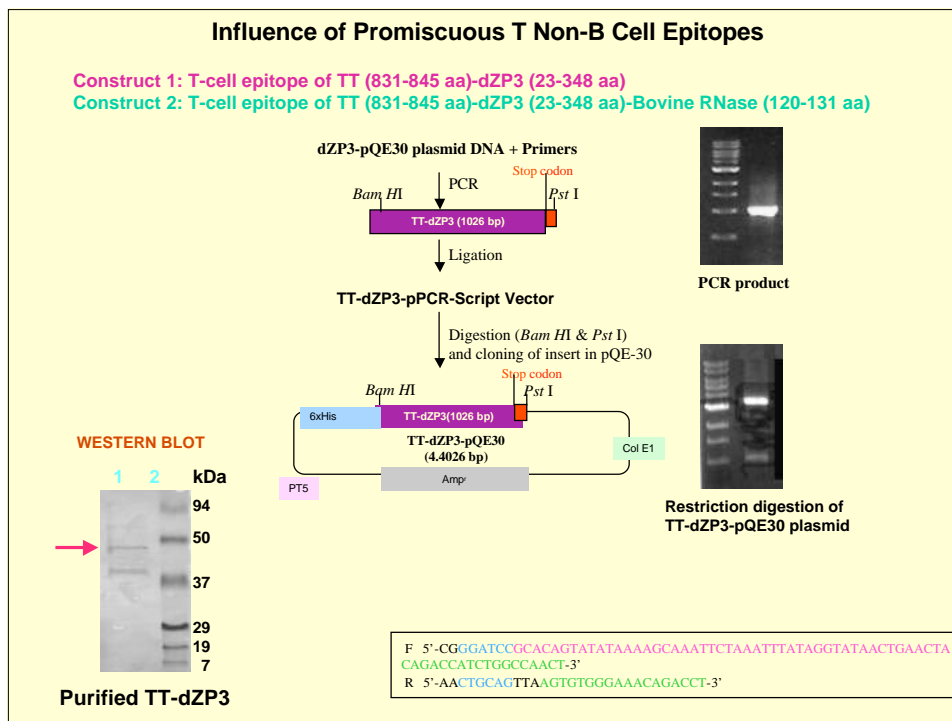 Influence of Promiscuous T Non-B Cell Epitopes
Construct 1: T-cell epitope of TT (831-845 aa)-dZP3 (23-348 aa)
Construct 2: T-cell epitope of TT (831-845 aa)-dZP3 (23-348 aa)-Bovine RNase (120-131 aa)
dZP3-pQE30 plasmid DNA + Primers
Stop codon
Bam HI
PCR
Pst I
TT-dZP3 (1026 bp)
Ligation
PCR product
TT-dZP3-pPCR-Script Vector
Digestion (Bam HI & Pst I)
and cloning of insert in pQE-30
Stop codon
Bam HI
Pst I
6xHis
TT-dZP3(1026 bp)
TT-dZP3-pQE30
(4.4026 bp)
Col E1
PT5
Ampr
Restriction digestion of
TT-dZP3-pQE30 plasmid
WESTERN BLOT
1 2 kDa
94
50
37
29
19
7
Purified TT-dZP3
F 5’-CGGGATCCGCACAGTATATAAAAGCAAATTCTAAATTTATAGGTATAACTGAACTA
CAGACCATCTGGCCAACT-3’
R 5’-AACTGCAGTTAAGTGTGGGAAACAGACCT-3’